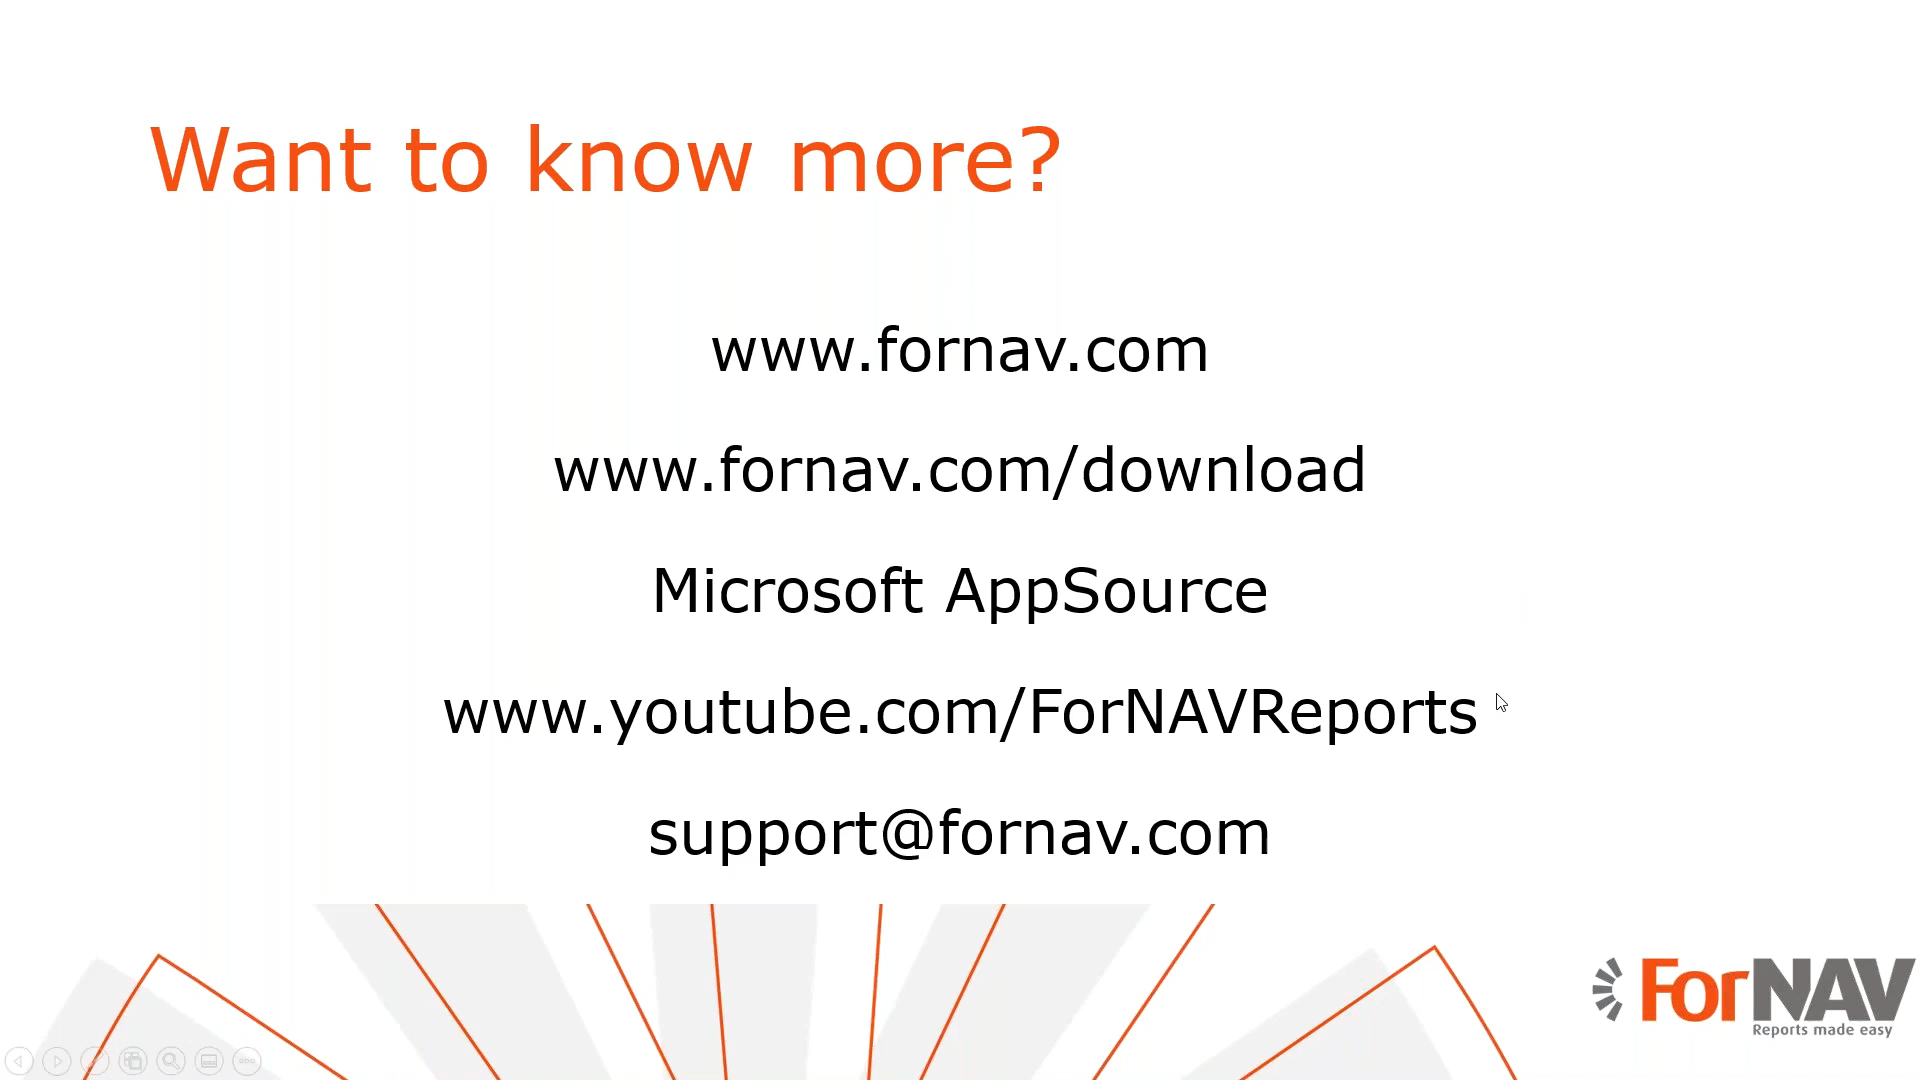 Want to know more?
www.fornav.com
www.fornav.com/download
Microsoft AppSource
www.youtube.com/ForNAVReports
support@fornav.com
ForNAV
Reports made easy